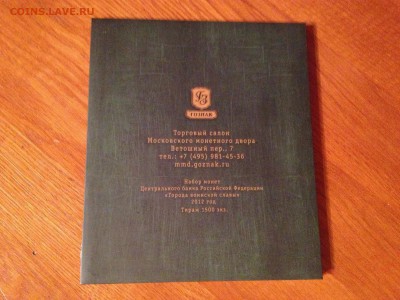 COINS.LAVE.RU
ГОЗНАК
Торговый салон
Московского монетного двора
Ветошный пер., 7
тел.: +7 (495) 981-45-36
mmd.goznak.ru
Набор монет
Центрального банка Российской Федерации
«Города воинской славы»
2012 год
Тираж 1500 экз.